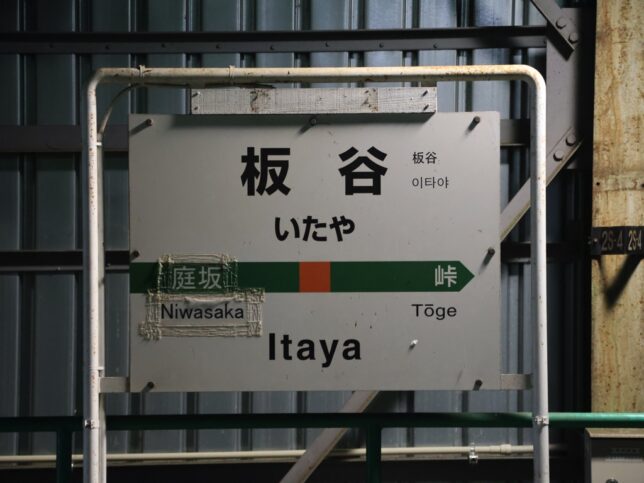 板谷
板谷
이타야
いたや
庭坂
峠
Niwasaka
Tōge
Itaya